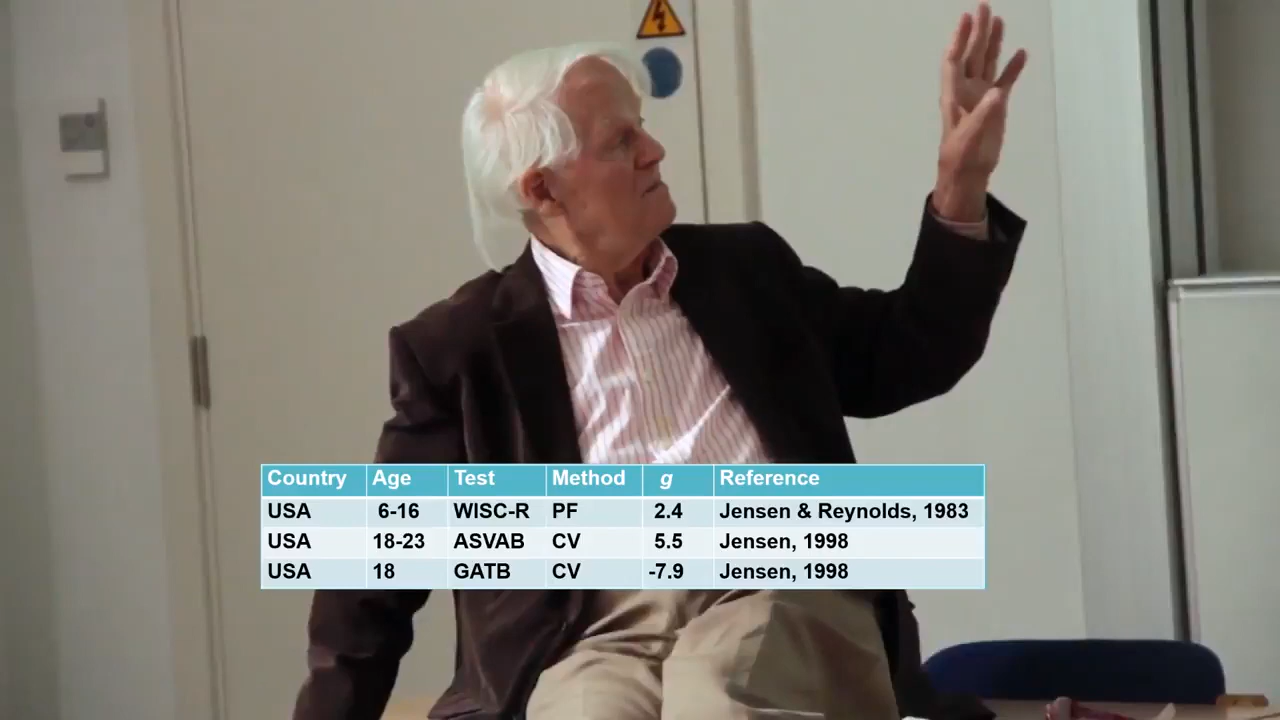 Country Age Test Method g Reference
USA 6-16 WISC-R PF 2.4 Jensen & Reynolds, 1983
USA 18-23 ASVAB CV 5.5 Jensen, 1998
USA 18 GATB CV -7.9 Jensen, 1998